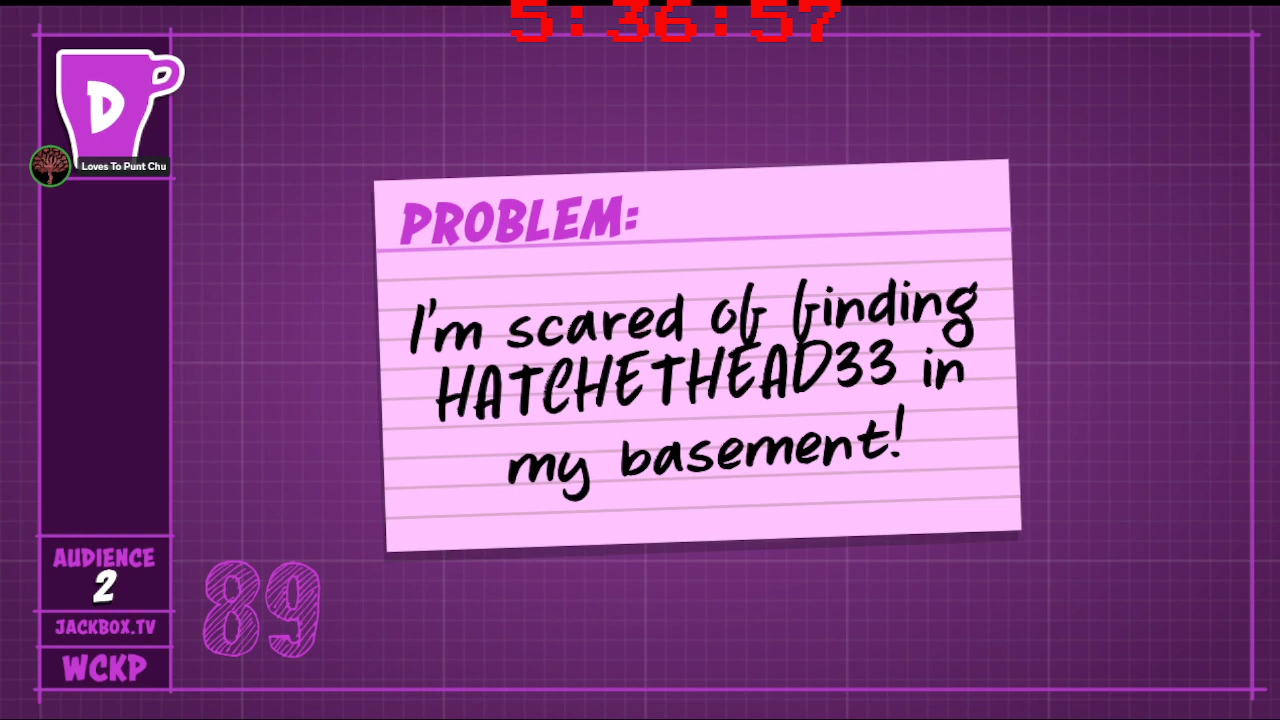 5:36:57
D
Loves To Punt Chu
PROBLEM:
I'm scared of finding
HATCHETHEAD33 in
my basement!
AUDIENCE
2
JACKBOX.TV
WCKP
89